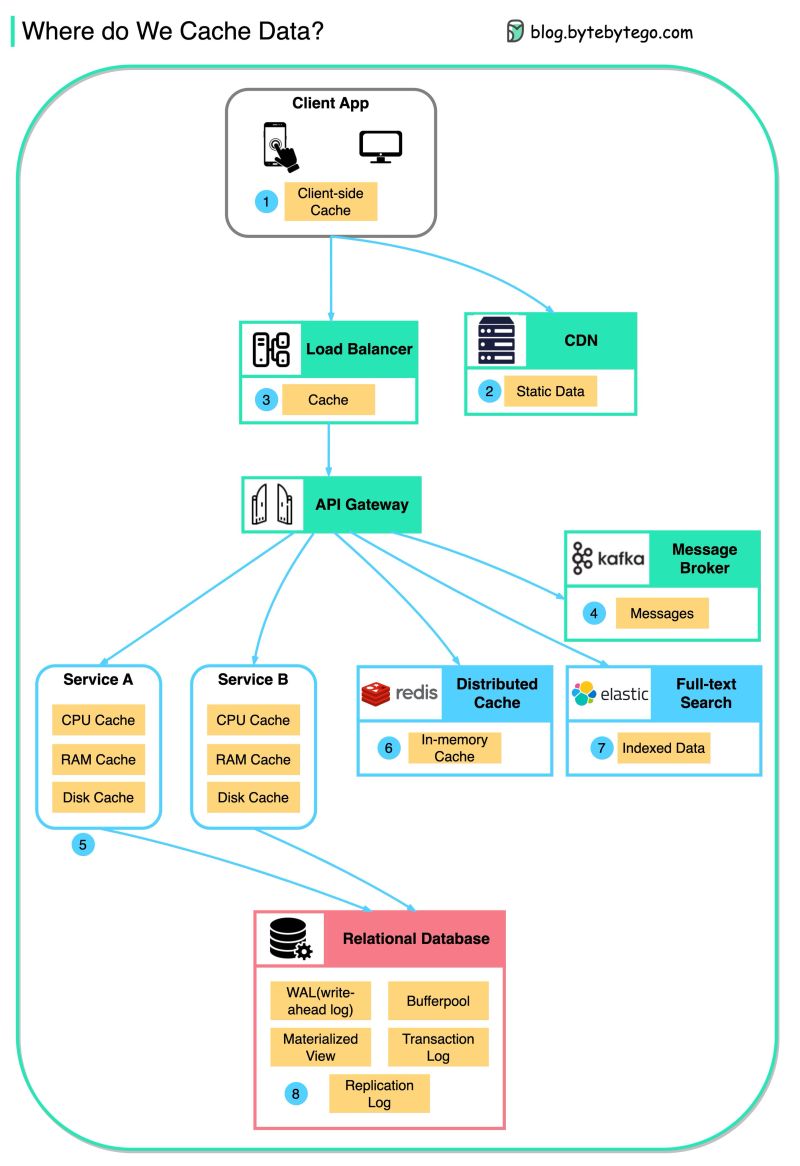 Where do We Cache Data?
blog.bytebytego.com
Client App
1
Client-side
Cache
Load Balancer
3
Cache
CDN
2
Static Data
API Gateway
kafka
Message
Broker
4
Messages
Service A
CPU Cache
RAM Cache
Disk Cache
5
Service B
CPU Cache
RAM Cache
Disk Cache
redis
Distributed
Cache
6
In-memory
Cache
elastic
Full-text
Search
7
Indexed Data
Relational Database
WAL(write-
ahead log)
Bufferpool
Materialized
View
Transaction
Log
8
Replication
Log